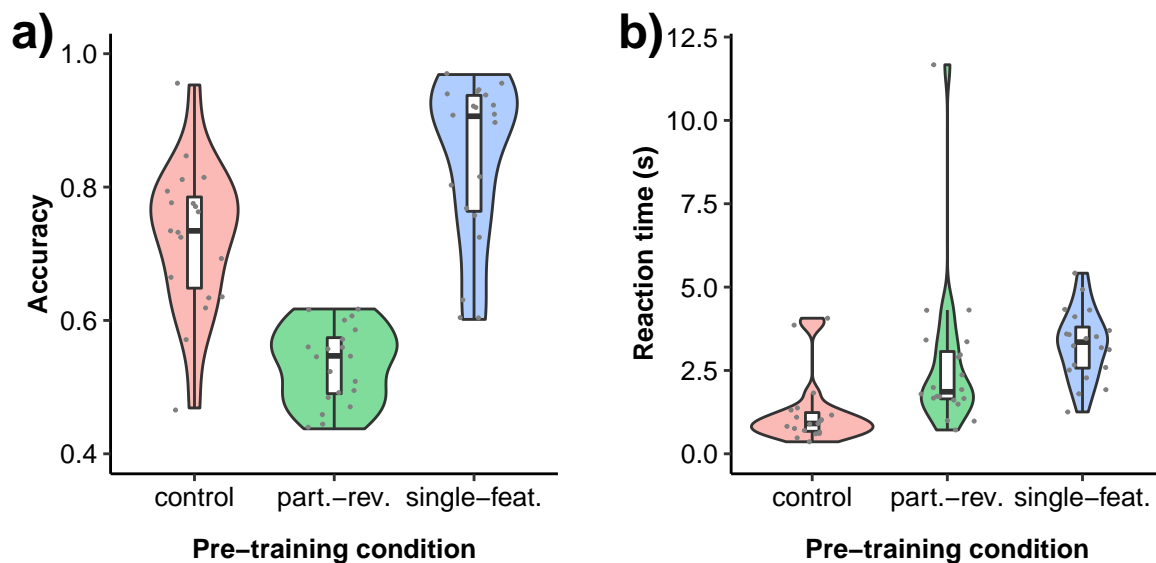 a)
Accuracy
1.0
0.8
0.6
0.4
control part.−rev. single−feat.
Pre−training condition
b)
Reaction time (s)
12.5
10.0
7.5
5.0
2.5
0.0
control part.−rev. single−feat.
Pre−training condition